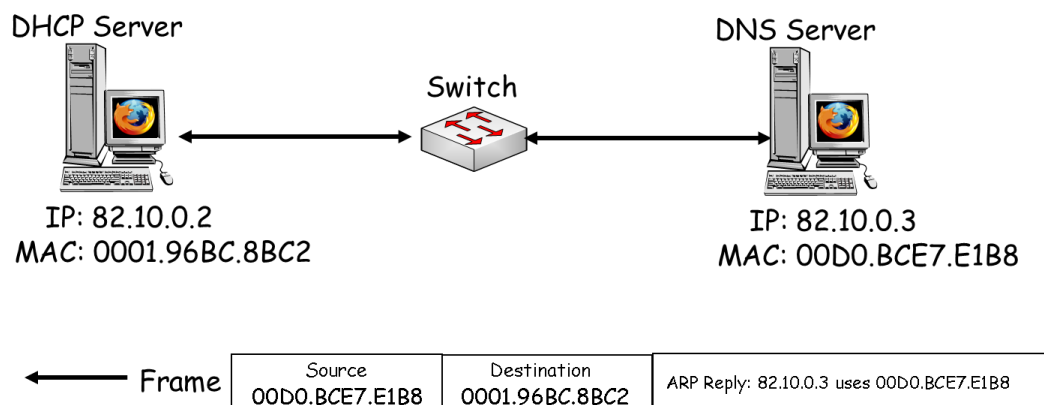 DHCP Server
DNS Server
Switch
IP: 82.10.0.2
MAC: 0001.96BC.8BC2
IP: 82.10.0.3
MAC: 00D0.BCE7.E1B8
Frame
Source
00D0.BCE7.E1B8
Destination
0001.96BC.8BC2
ARP Reply: 82.10.0.3 uses 00D0.BCE7.E1B8